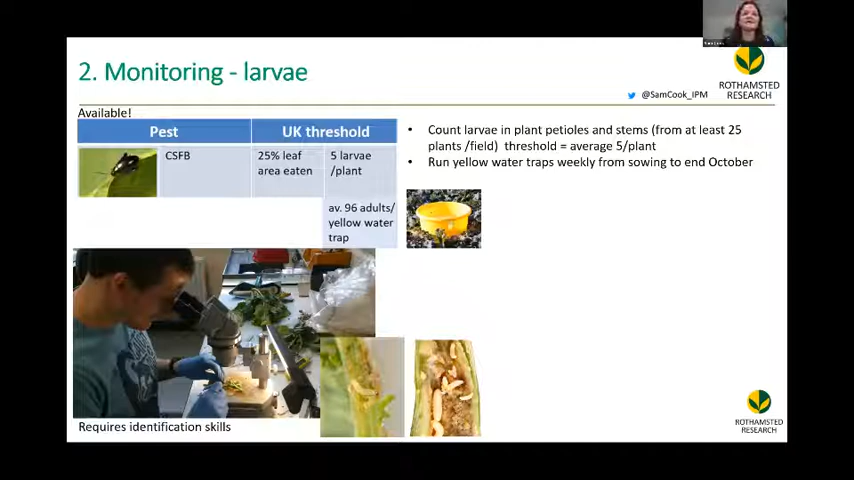 2. Monitoring - larvae
@SamCook_IPM
ROTHAMSTED
RESEARCH
Available!
Pest
UK threshold
CSFB
25% leaf
area eaten
5 larvae
/plant
av. 96 adults/
yellow water
trap
• Count larvae in plant petioles and stems (from at least 25
plants /field) threshold = average 5/plant
• Run yellow water traps weekly from sowing to end October
Requires identification skills
ROTHAMSTED
RESEARCH